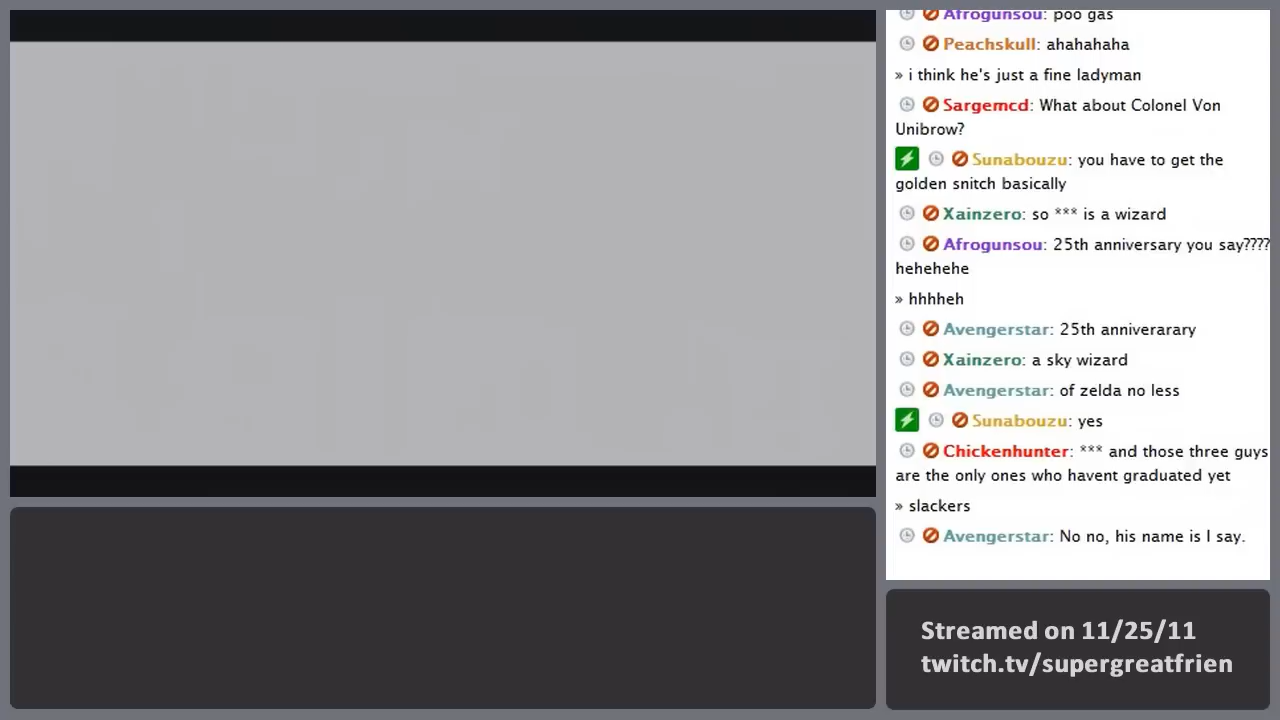 Afrogunsou: poo gas
Peachskull: ahahahaha
» i think he's just a fine ladyman
Sargemcd: What about Colonel Von
Unibrow?
Sunabouzu: you have to get the
golden snitch basically
Xainzero: so *** is a wizard
Afrogunsou: 25th anniversary you say????
hehehehe
» hhhheh
Avengerstar: 25th anniverarary
Xainzero: a sky wizard
Avengerstar: of zelda no less
Sunabouzu: yes
Chickenhunter: *** and those three guys
are the only ones who havent graduated yet
» slackers
Avengerstar: No no, his name is I say.
Streamed on 11/25/11
twitch.tv/supergreatfrien